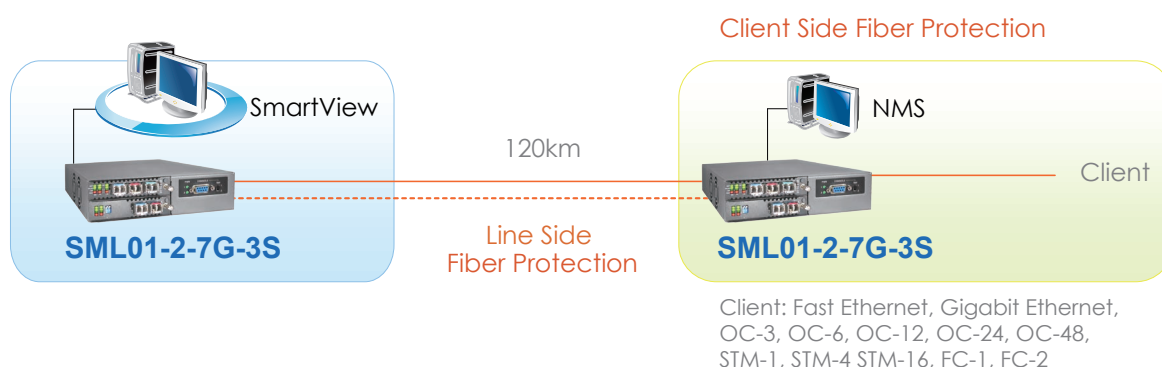 Client Side Fiber Protection
SmartView
NMS
120km
Client
Line Side
Fiber Protection
SML01-2-7G-3S
SML01-2-7G-3S
Client: Fast Ethernet, Gigabit Ethernet,
OC-3, OC-6, OC-12, OC-24, OC-48,
STM-1, STM-4 STM-16, FC-1, FC-2